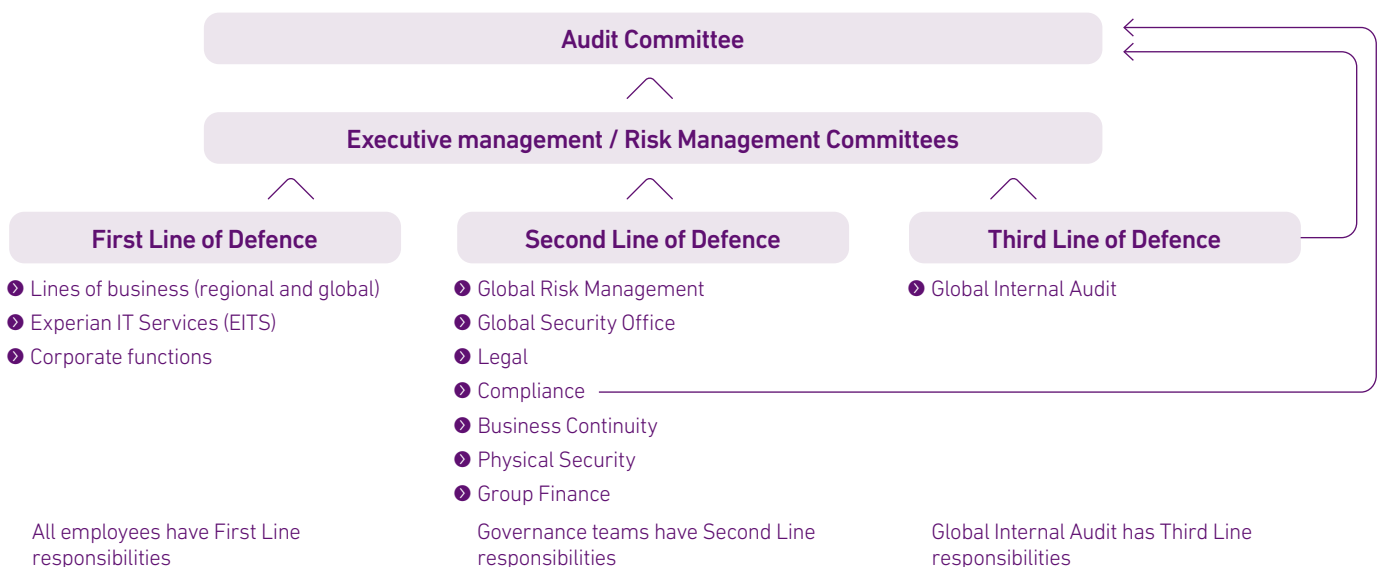 Audit Committee
Executive management / Risk Management Committees
First Line of Defence
Lines of business (regional and global)
Experian IT Services (EITS)
Corporate functions
All employees have First Line
responsibilities
Second Line of Defence
Global Risk Management
Global Security Office
Legal
Compliance
Business Continuity
Physical Security
Group Finance
Governance teams have Second Line
responsibilities
Third Line of Defence
Global Internal Audit
Global Internal Audit has Third Line
responsibilities